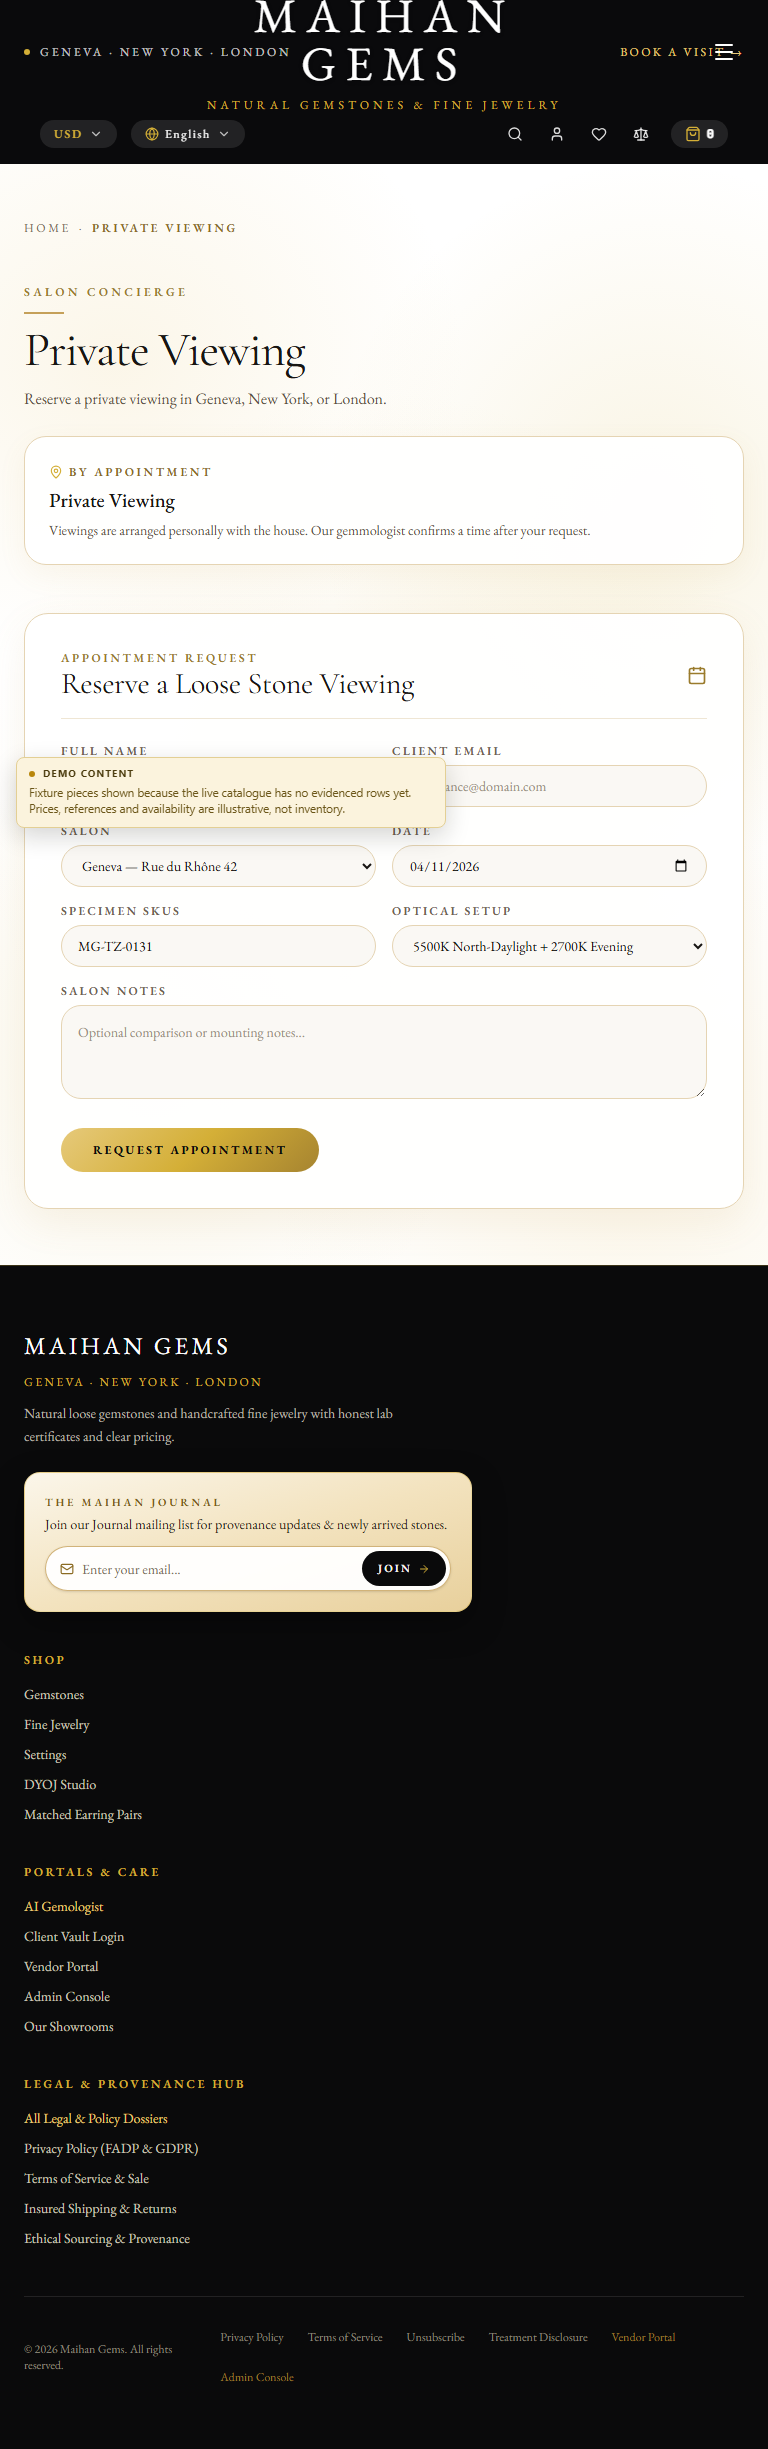 MAIHAN
GEMS
GENEVA · NEW YORK · LONDON
BOOK A VISIT →
NATURAL GEMSTONES & FINE JEWELRY
USD
English
0
HOME · PRIVATE VIEWING
SALON CONCIERGE
Private Viewing
Reserve a private viewing in Geneva, New York, or London.
BY APPOINTMENT
Private Viewing
Viewings are arranged personally with the house. Our gemmologist confirms a time after your request.
APPOINTMENT REQUEST
Reserve a Loose Stone Viewing
FULL NAME
CLIENT EMAIL
@domain.com
DEMO CONTENT
Fixture pieces shown because the live catalogue has no evidenced rows yet.
Prices, references and availability are illustrative, not inventory.
SALON
DATE
Geneva — Rue du Rhône 42
04/11/2026
SPECIMEN SKUS
OPTICAL SETUP
MG-TZ-0131
5500K North-Daylight + 2700K Evening
SALON NOTES
Optional comparison or mounting notes...
REQUEST APPOINTMENT
MAIHAN GEMS
GENEVA · NEW YORK · LONDON
Natural loose gemstones and handcrafted fine jewelry with honest lab
certificates and clear pricing.
THE MAIHAN JOURNAL
Join our Journal mailing list for provenance updates & newly arrived stones.
Enter your email...
JOIN →
SHOP
Gemstones
Fine Jewelry
Settings
DYOJ Studio
Matched Earring Pairs
PORTALS & CARE
AI Gemologist
Client Vault Login
Vendor Portal
Admin Console
Our Showrooms
LEGAL & PROVENANCE HUB
All Legal & Policy Dossiers
Privacy Policy (FADP & GDPR)
Terms of Service & Sale
Insured Shipping & Returns
Ethical Sourcing & Provenance
© 2026 Maihan Gems. All rights
reserved.
Privacy Policy
Terms of Service
Unsubscribe
Treatment Disclosure
Vendor Portal
Admin Console